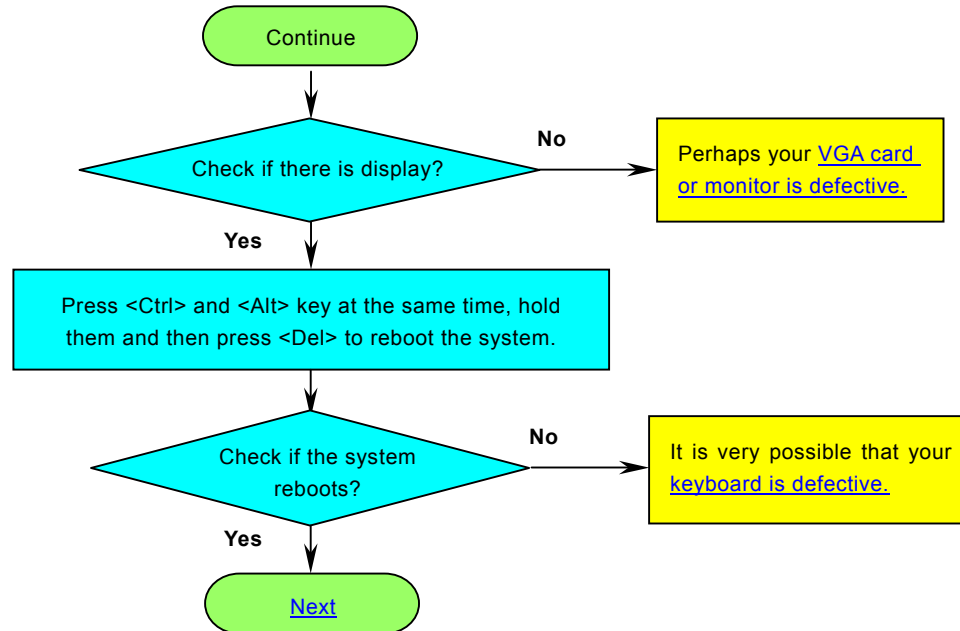 Continue
Check if there is display?
No
Perhaps your VGA card
or monitor is defective.
Yes
Press <Ctrl> and <Alt> key at the same time, hold
them and then press <Del> to reboot the system.
Check if the system
reboots?
No
It is very possible that your
keyboard is defective.
Yes
Next